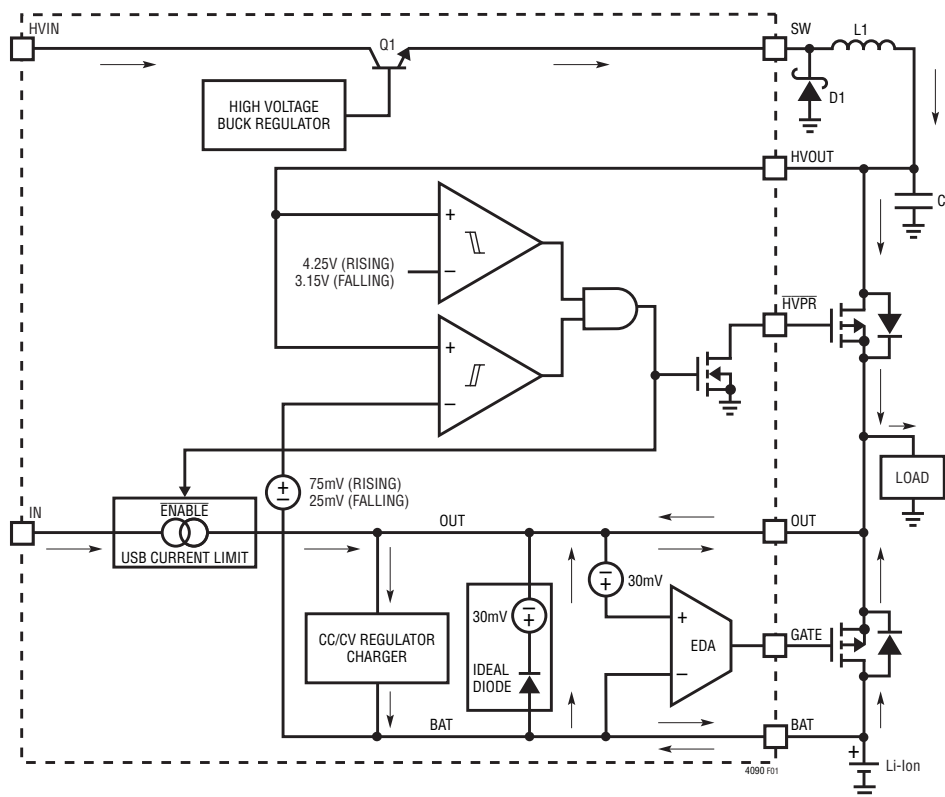 HVIN
Q1
SW
L1
HIGH VOLTAGE
BUCK REGULATOR
D1
HVOUT
C1
+
4.25V (RISING)
3.15V (FALLING)
−
HVPR
+
−
75mV (RISING)
25mV (FALLING)
+
−
LOAD
IN
ENABLE
USB CURRENT LIMIT
OUT
OUT
−
+
30mV
CC/CV REGULATOR
CHARGER
30mV
−
+
IDEAL
DIODE
+
EDA
−
GATE
BAT
BAT
4090 F01
+
Li-Ion